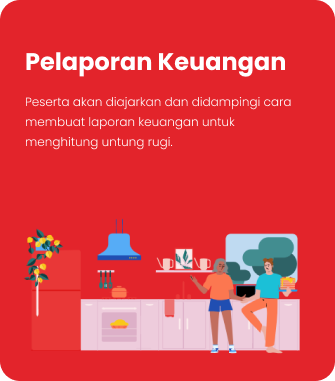 Pelaporan Keuangan
Peserta akan diajarkan dan didampingi cara
membuat laporan keuangan untuk
menghitung untung rugi.